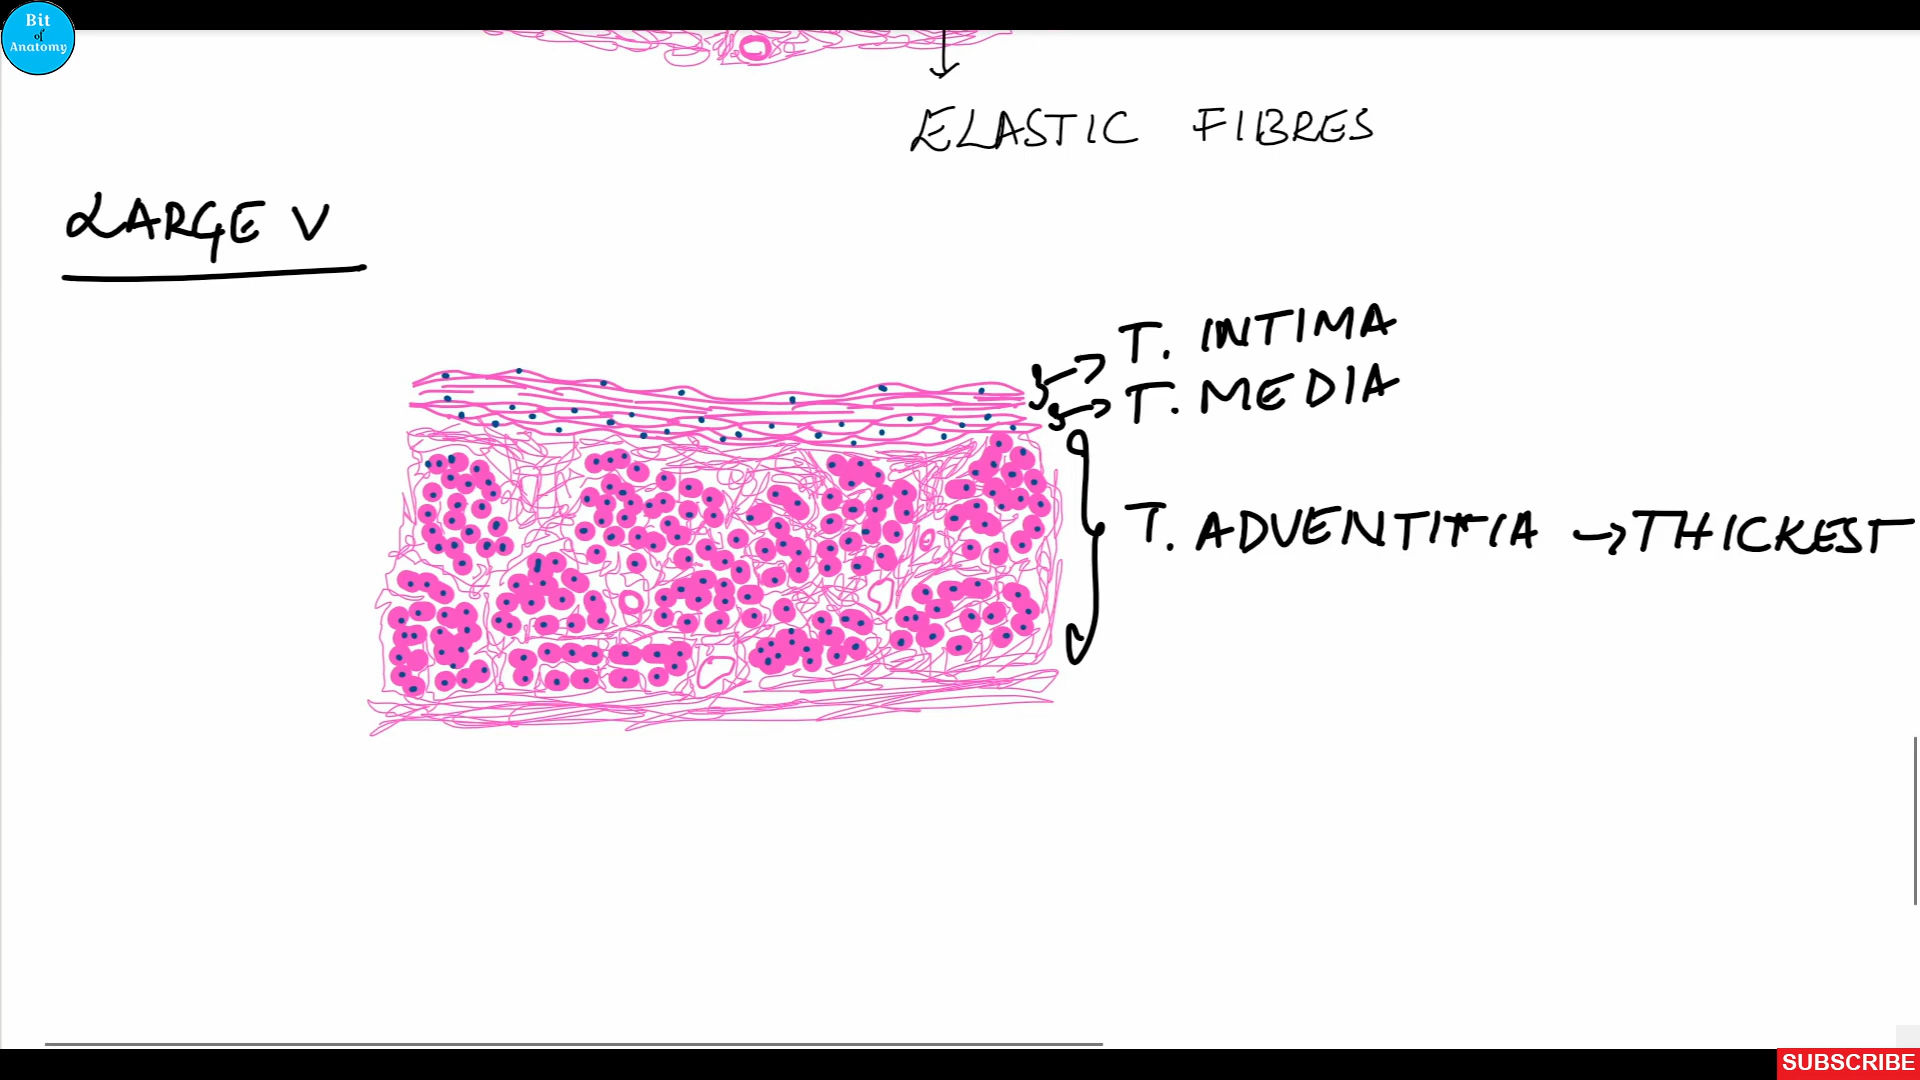 Bit
of
Anatomy
ELASTIC FIBRES
LARGE V
T. INTIMA
T. MEDIA
T. ADVENTITIA → THICKEST
SUBSCRIBE